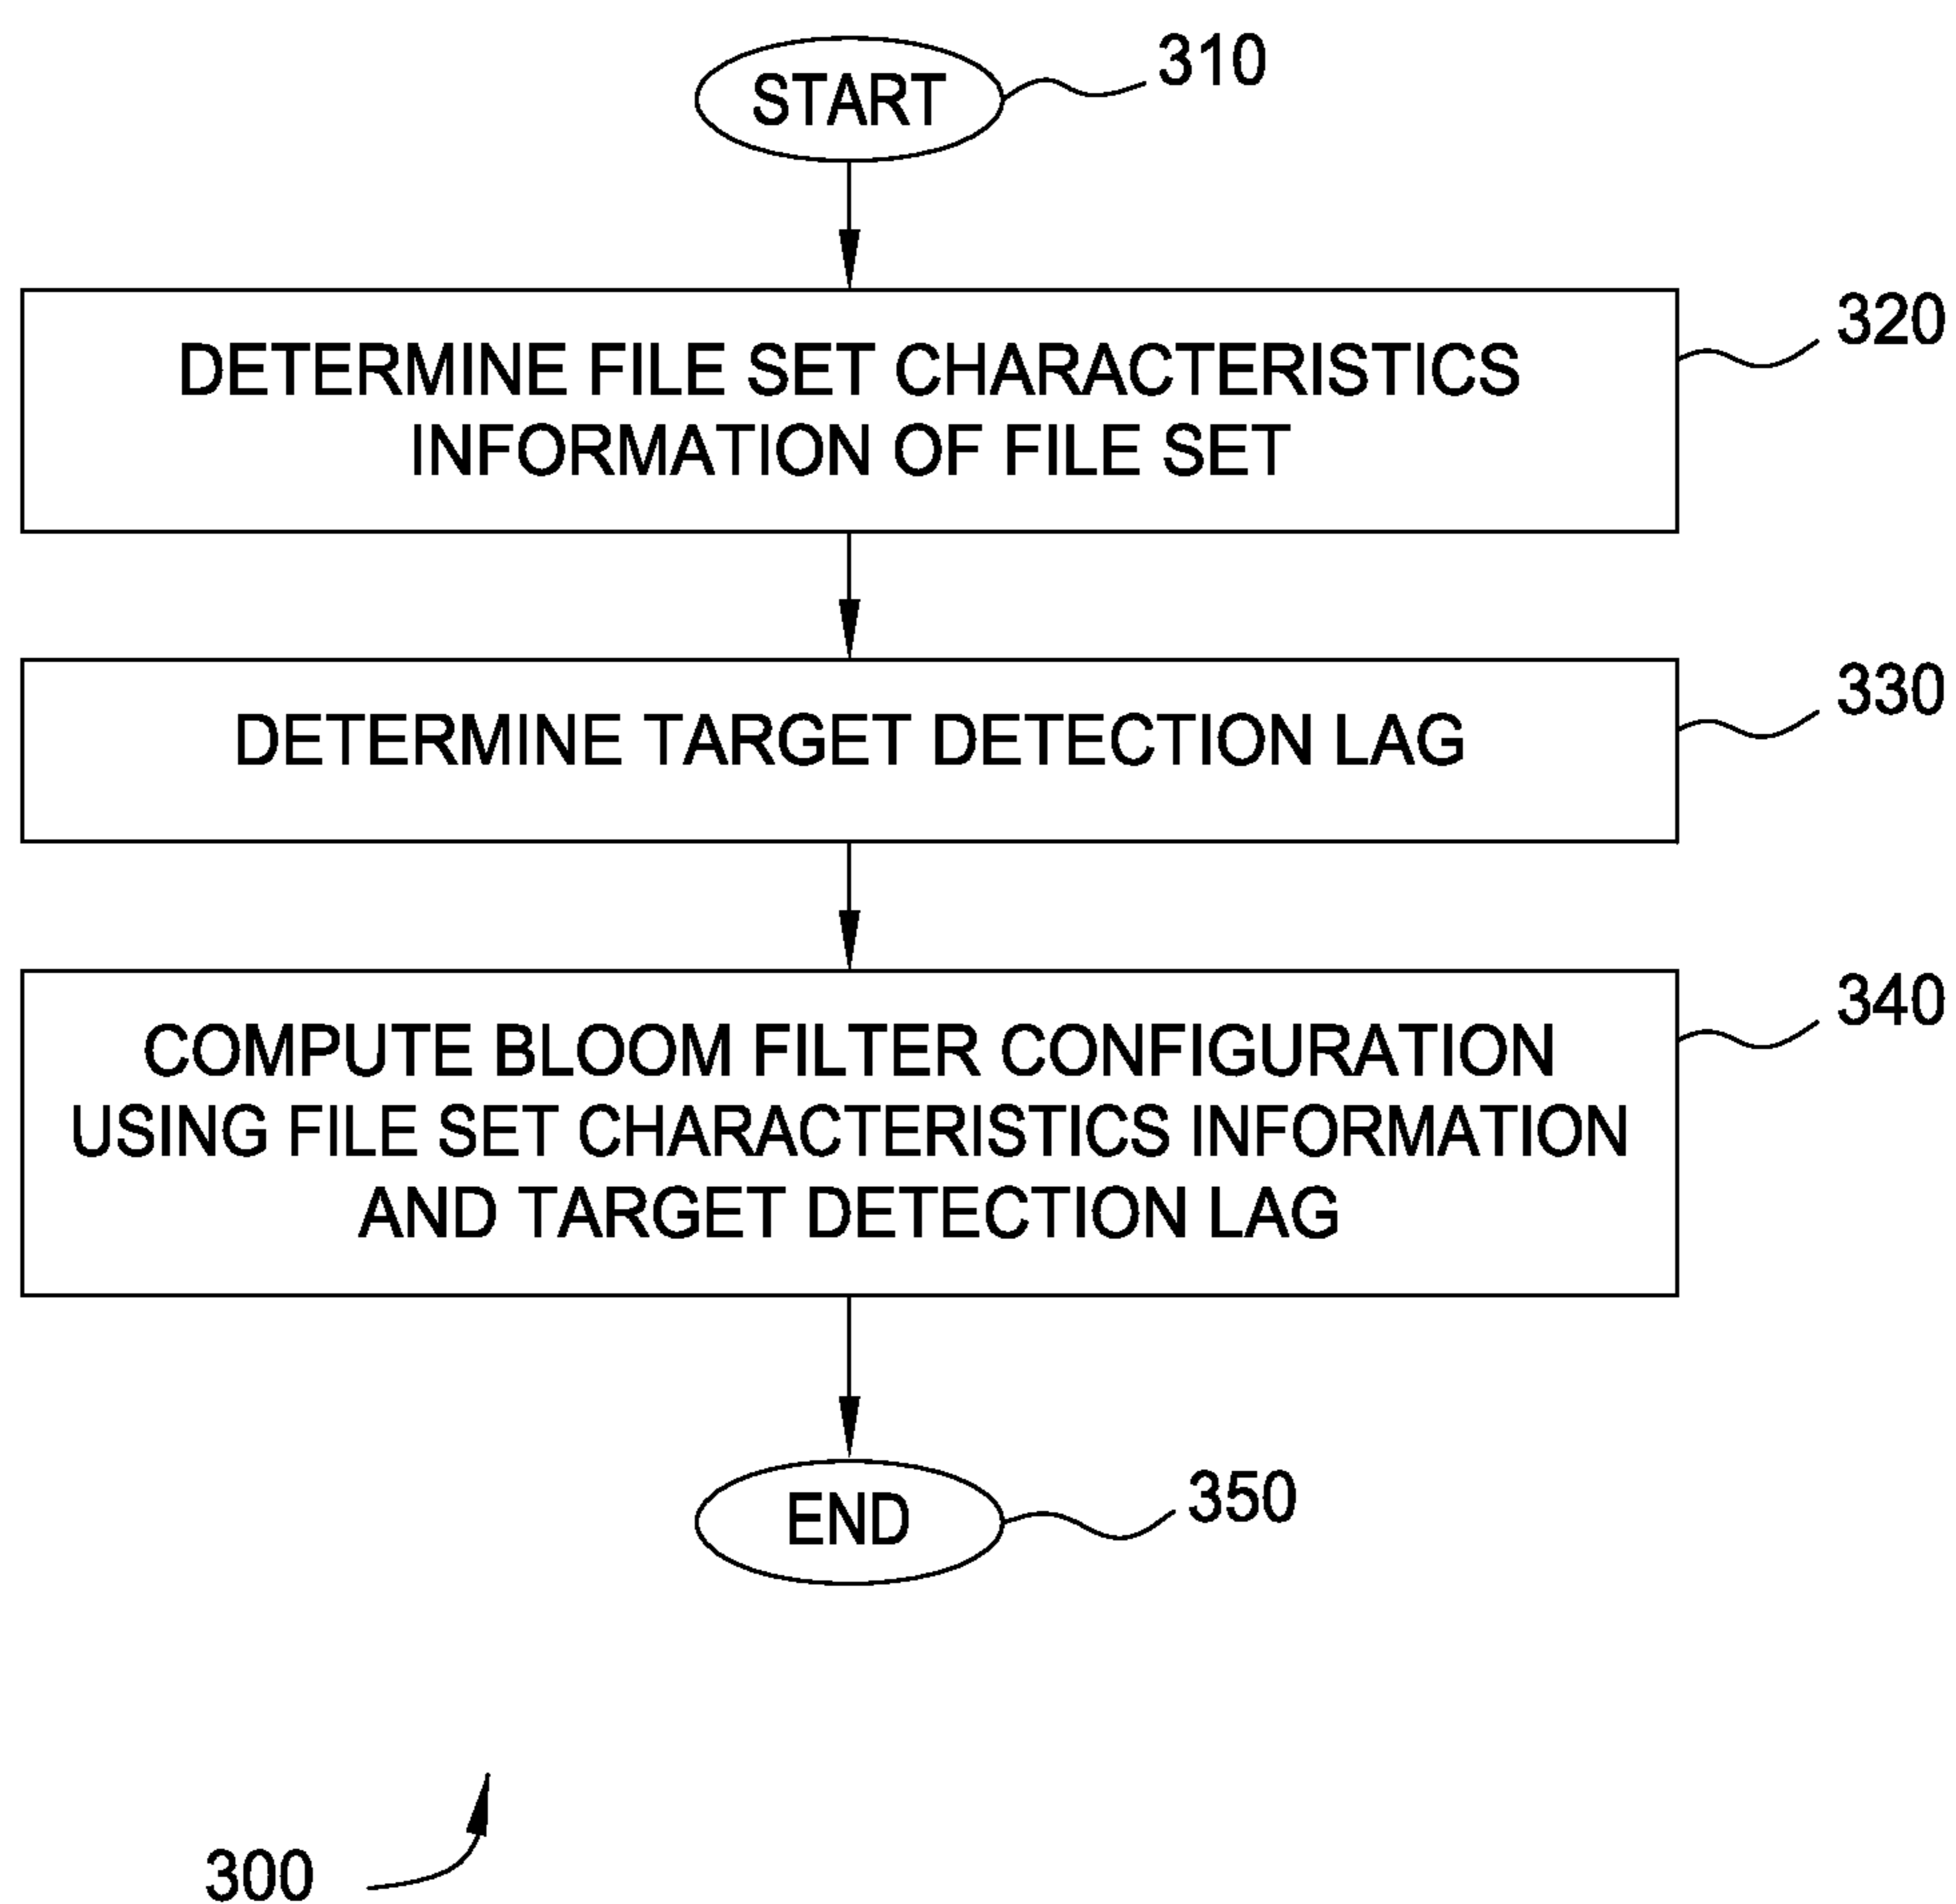 START
310
DETERMINE FILE SET CHARACTERISTICS
INFORMATION OF FILE SET
320
DETERMINE TARGET DETECTION LAG
330
COMPUTE BLOOM FILTER CONFIGURATION
USING FILE SET CHARACTERISTICS INFORMATION
AND TARGET DETECTION LAG
340
END
350
300